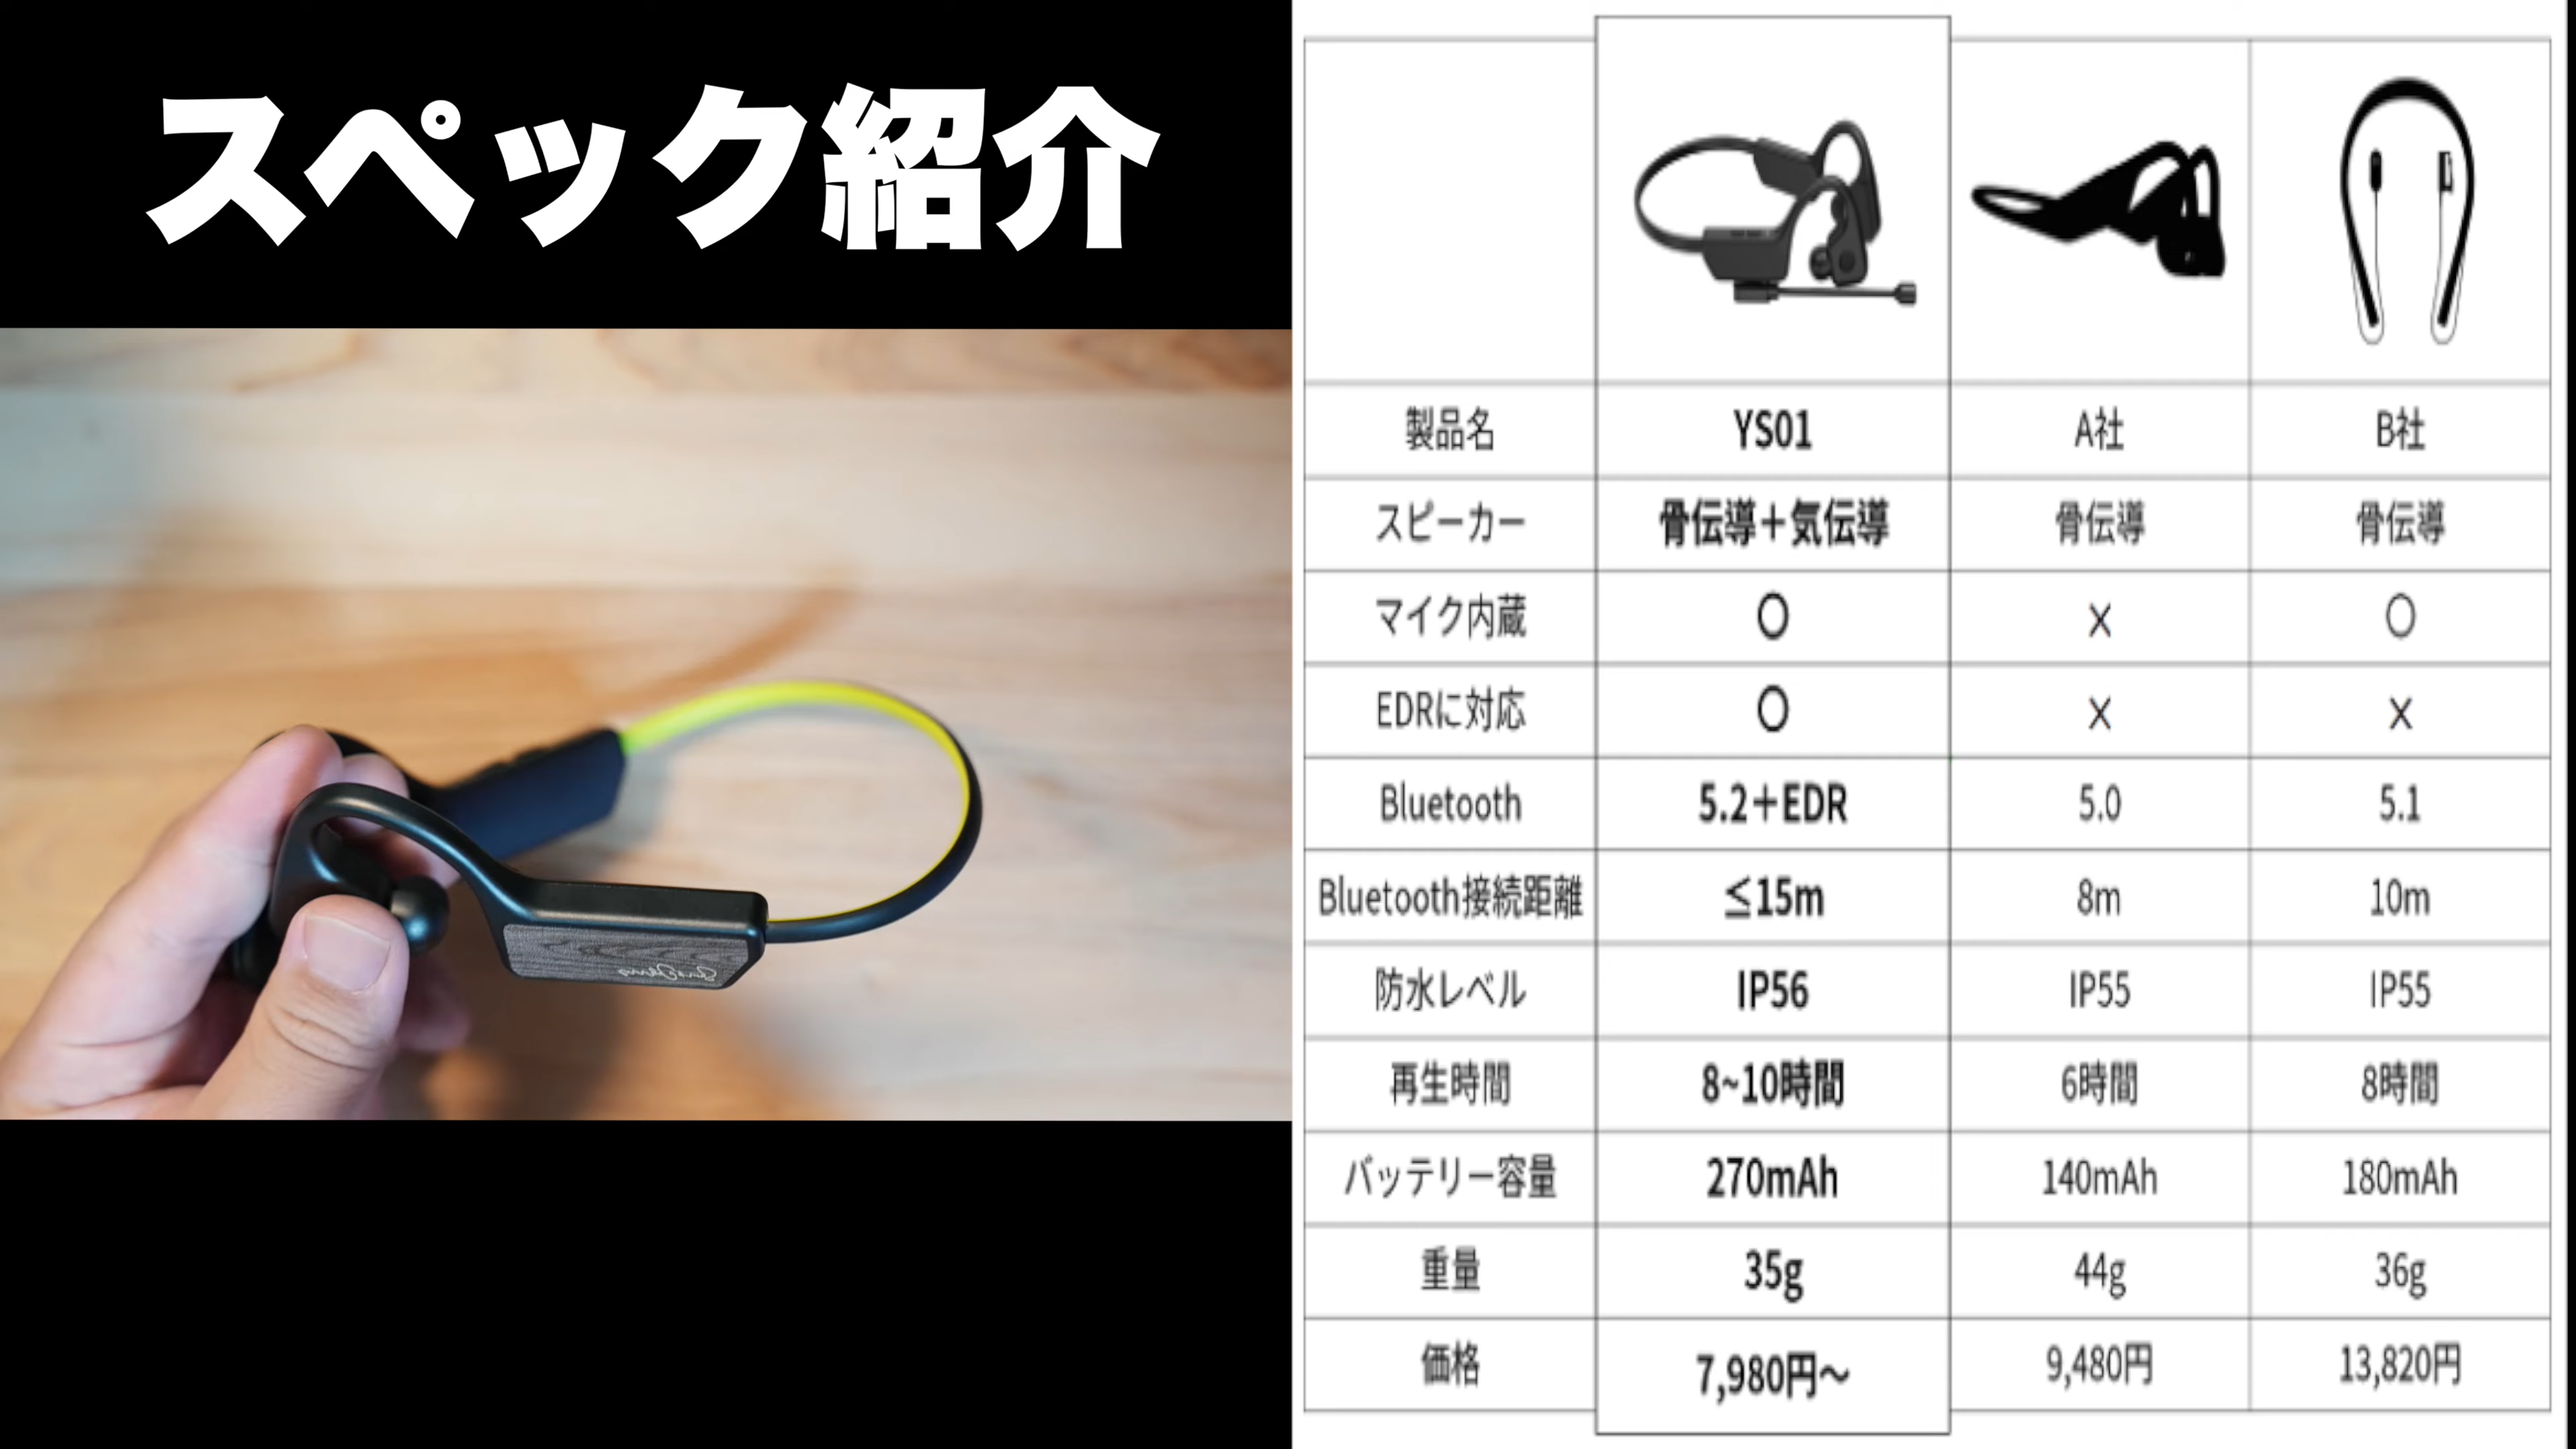 スペック紹介
製品名 YS01 A社 B社
スピーカー 骨伝導＋気伝導 骨伝導 骨伝導
マイク内蔵 〇 × 〇
EDRに対応 〇 × ×
Bluetooth 5.2＋EDR 5.0 5.1
Bluetooth接続距離 ≦15m 8m 10m
防水レベル IP56 IP55 IP55
再生時間 8~10時間 6時間 8時間
バッテリー容量 270mAh 140mAh 180mAh
重量 35g 44g 36g
価格 7,980円～ 9,480円 13,820円